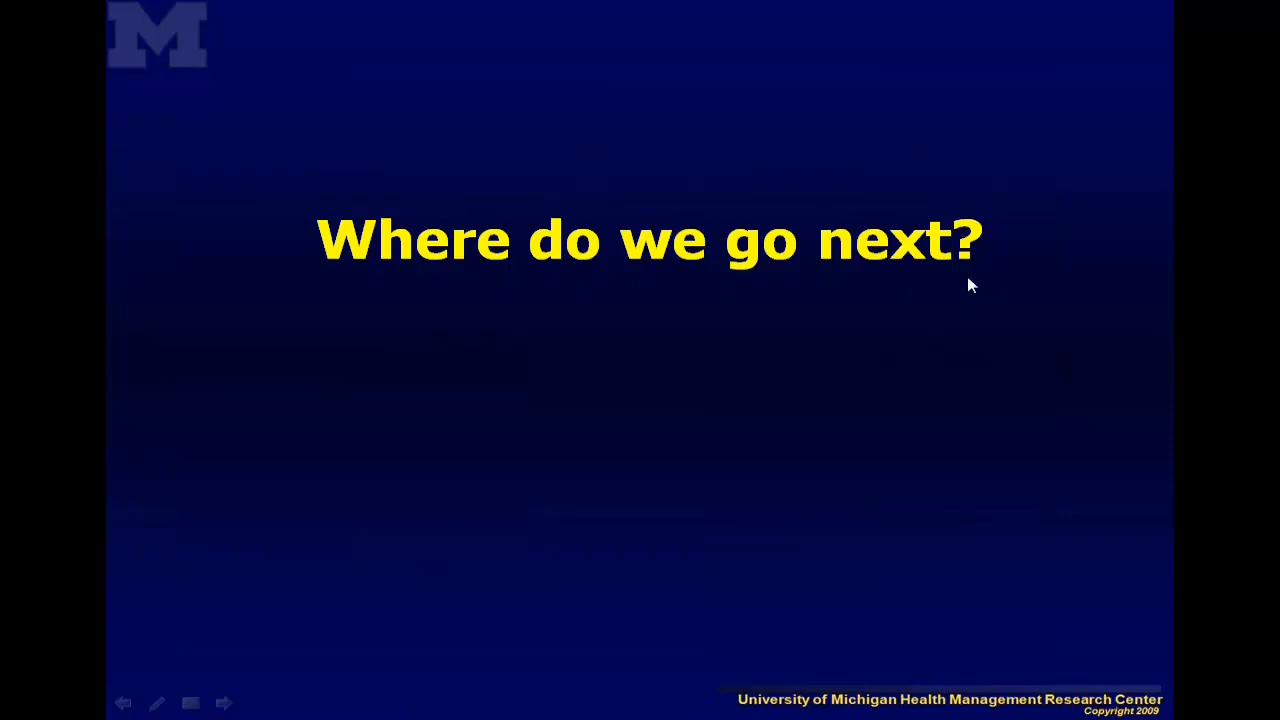 M
Where do we go next?
University of Michigan Health Management Research Center
Copyright 2009